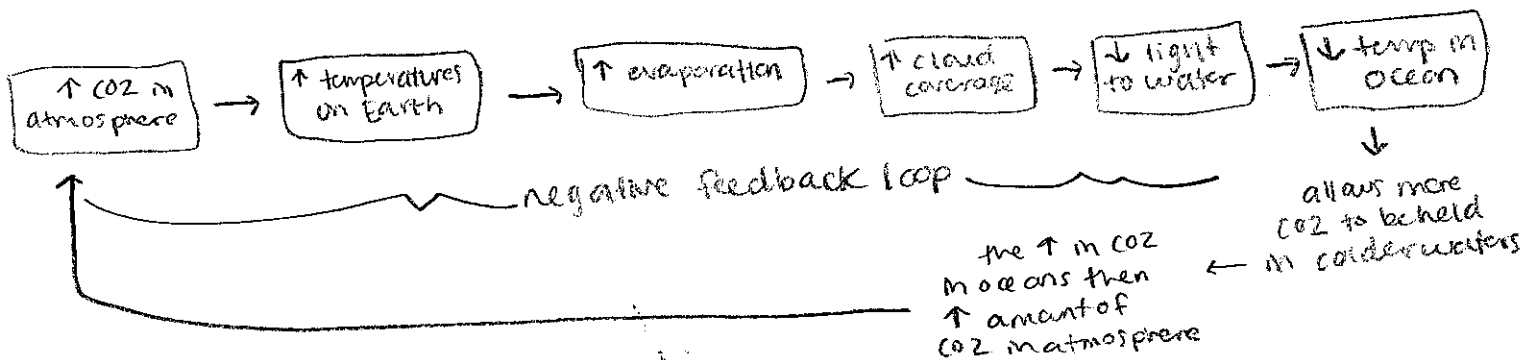 ↑ CO2 in
atmosphere
→
↑ temperatures
on Earth
→
↑ evaporation
→
↑ cloud
coverage
→
↓ light
to water
→
↓ temp in
ocean
↓
allows more
CO2 to be held
in colder waters
←
the ↑ in CO2
in oceans then
↑ amount of
CO2 in atmosphere
negative feedback loop